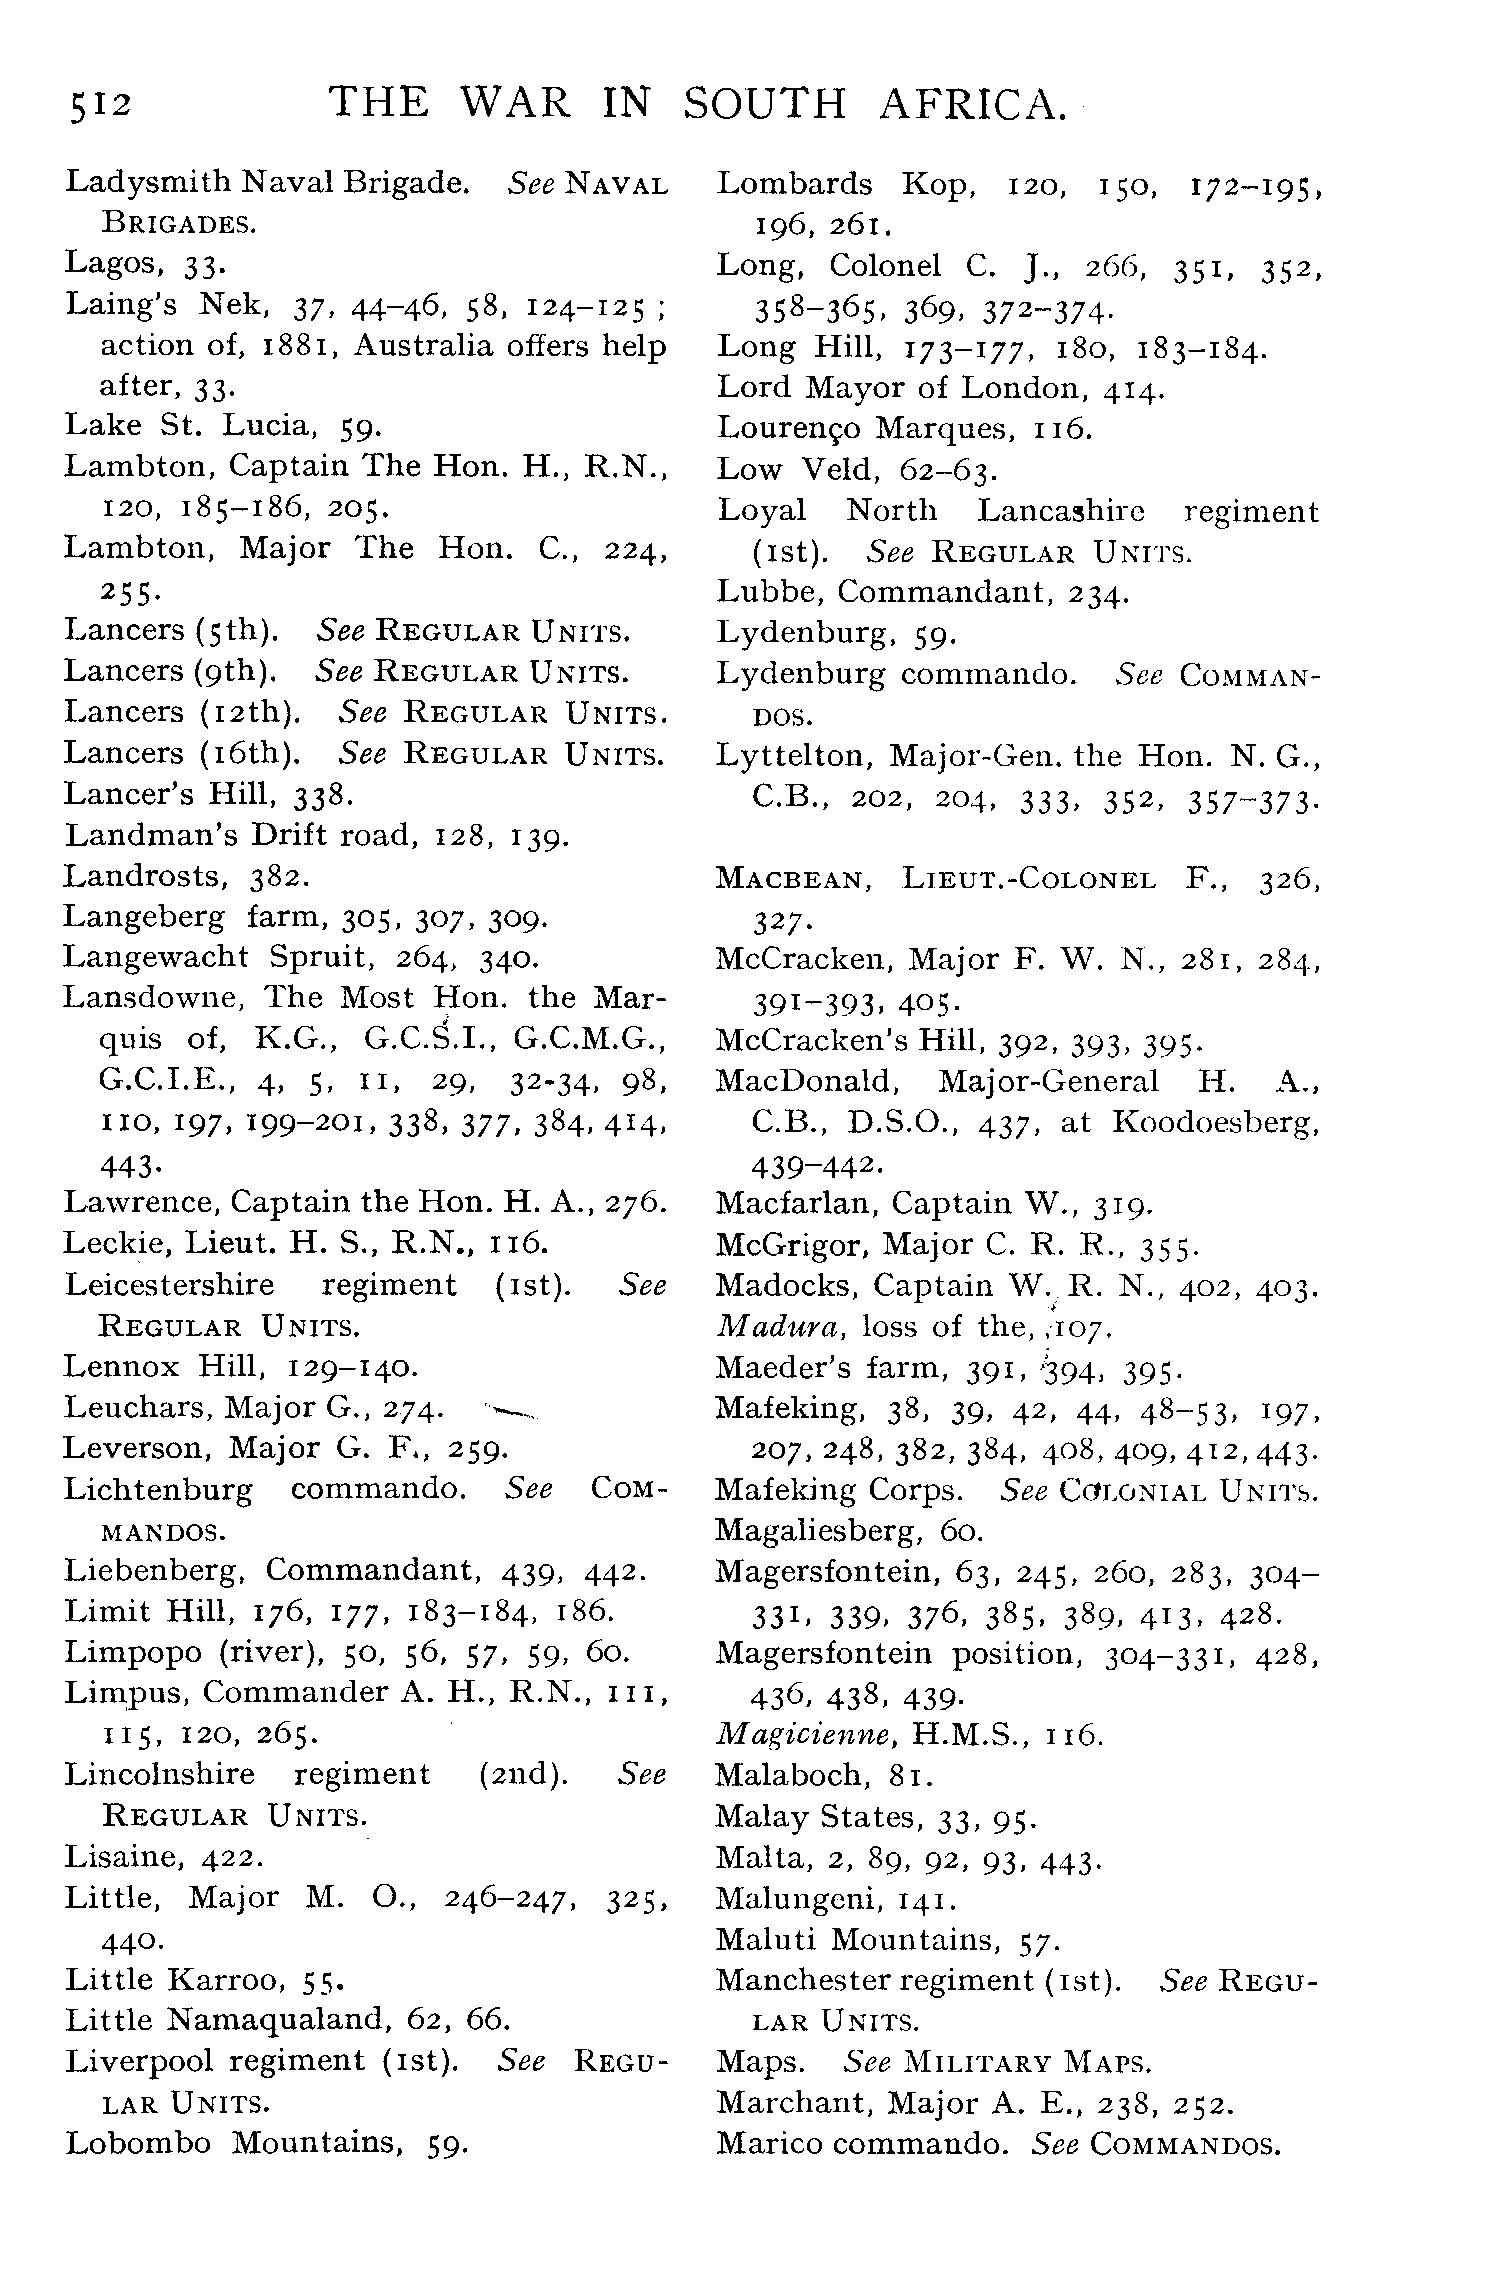 512 THE WAR IN SOUTH AFRICA.
Ladysmith Naval Brigade. See NAVAL
BRIGADES.
Lagos, 33.
Laing's Nek, 37, 44–46, 58, 124–125 ;
action of, 1881, Australia offers help
after, 33.
Lake St. Lucia, 59.
Lambton, Captain The Hon. H., R.N.,
120, 185–186, 205.
Lambton, Major The Hon. C., 224,
255.
Lancers (5th). See REGULAR UNITS.
Lancers (9th). See REGULAR UNITS.
Lancers (12th). See REGULAR UNITS.
Lancers (16th). See REGULAR UNITS.
Lancer's Hill, 338.
Landman's Drift road, 128, 139.
Landrosts, 382.
Langeberg farm, 305, 307, 309.
Langewacht Spruit, 264, 340.
Lansdowne, The Most Hon. the Mar-
quis of, K.G., G.C.S.I., G.C.M.G.,
G.C.I.E., 4, 5, 11, 29, 32-34, 98,
110, 197, 199–201, 338, 377, 384, 414,
443.
Lawrence, Captain the Hon. H. A., 276.
Leckie, Lieut. H. S., R.N., 116.
Leicestershire regiment (1st). See
REGULAR UNITS.
Lennox Hill, 129–140.
Leuchars, Major G., 274.
Leverson, Major G. F., 259.
Lichtenburg commando. See COM-
MANDOS.
Liebenberg, Commandant, 439, 442.
Limit Hill, 176, 177, 183–184, 186.
Limpopo (river), 50, 56, 57, 59, 60.
Limpus, Commander A. H., R.N., 111,
115, 120, 265.
Lincolnshire regiment (2nd). See
REGULAR UNITS.
Lisaine, 422.
Little, Major M. O., 246–247, 325,
440.
Little Karroo, 55.
Little Namaqualand, 62, 66.
Liverpool regiment (1st). See REGU-
LAR UNITS.
Lobombo Mountains, 59.
Lombards Kop, 120, 150, 172–195,
196, 261.
Long, Colonel C. J., 266, 351, 352,
358–365, 369, 372–374.
Long Hill, 173–177, 180, 183–184.
Lord Mayor of London, 414.
Lourenço Marques, 116.
Low Veld, 62–63.
Loyal North Lancashire regiment
(1st). See REGULAR UNITS.
Lubbe, Commandant, 234.
Lydenburg, 59.
Lydenburg commando. See COMMAN-
DOS.
Lyttelton, Major-Gen. the Hon. N. G.,
C.B., 202, 204, 333, 352, 357–373.
MACBEAN, LIEUT.-COLONEL F., 326,
327.
McCracken, Major F. W. N., 281, 284,
391–393, 405.
McCracken's Hill, 392, 393, 395.
MacDonald, Major-General H. A.,
C.B., D.S.O., 437, at Koodoesberg,
439–442.
Macfarlan, Captain W., 319.
McGrigor, Major C. R. R., 355.
Madocks, Captain W. R. N., 402, 403.
Madura, loss of the, 107.
Maeder's farm, 391, 394, 395.
Mafeking, 38, 39, 42, 44, 48–53, 197,
207, 248, 382, 384, 408, 409, 412, 443.
Mafeking Corps. See COLONIAL UNITS.
Magaliesberg, 60.
Magersfontein, 63, 245, 260, 283, 304–
331, 339, 376, 385, 389, 413, 428.
Magersfontein position, 304–331, 428,
436, 438, 439.
Magicienne, H.M.S., 116.
Malaboch, 81.
Malay States, 33, 95.
Malta, 2, 89, 92, 93, 443.
Malungeni, 141.
Maluti Mountains, 57.
Manchester regiment (1st). See REGU-
LAR UNITS.
Maps. See MILITARY MAPS.
Marchant, Major A. E., 238, 252.
Marico commando. See COMMANDOS.